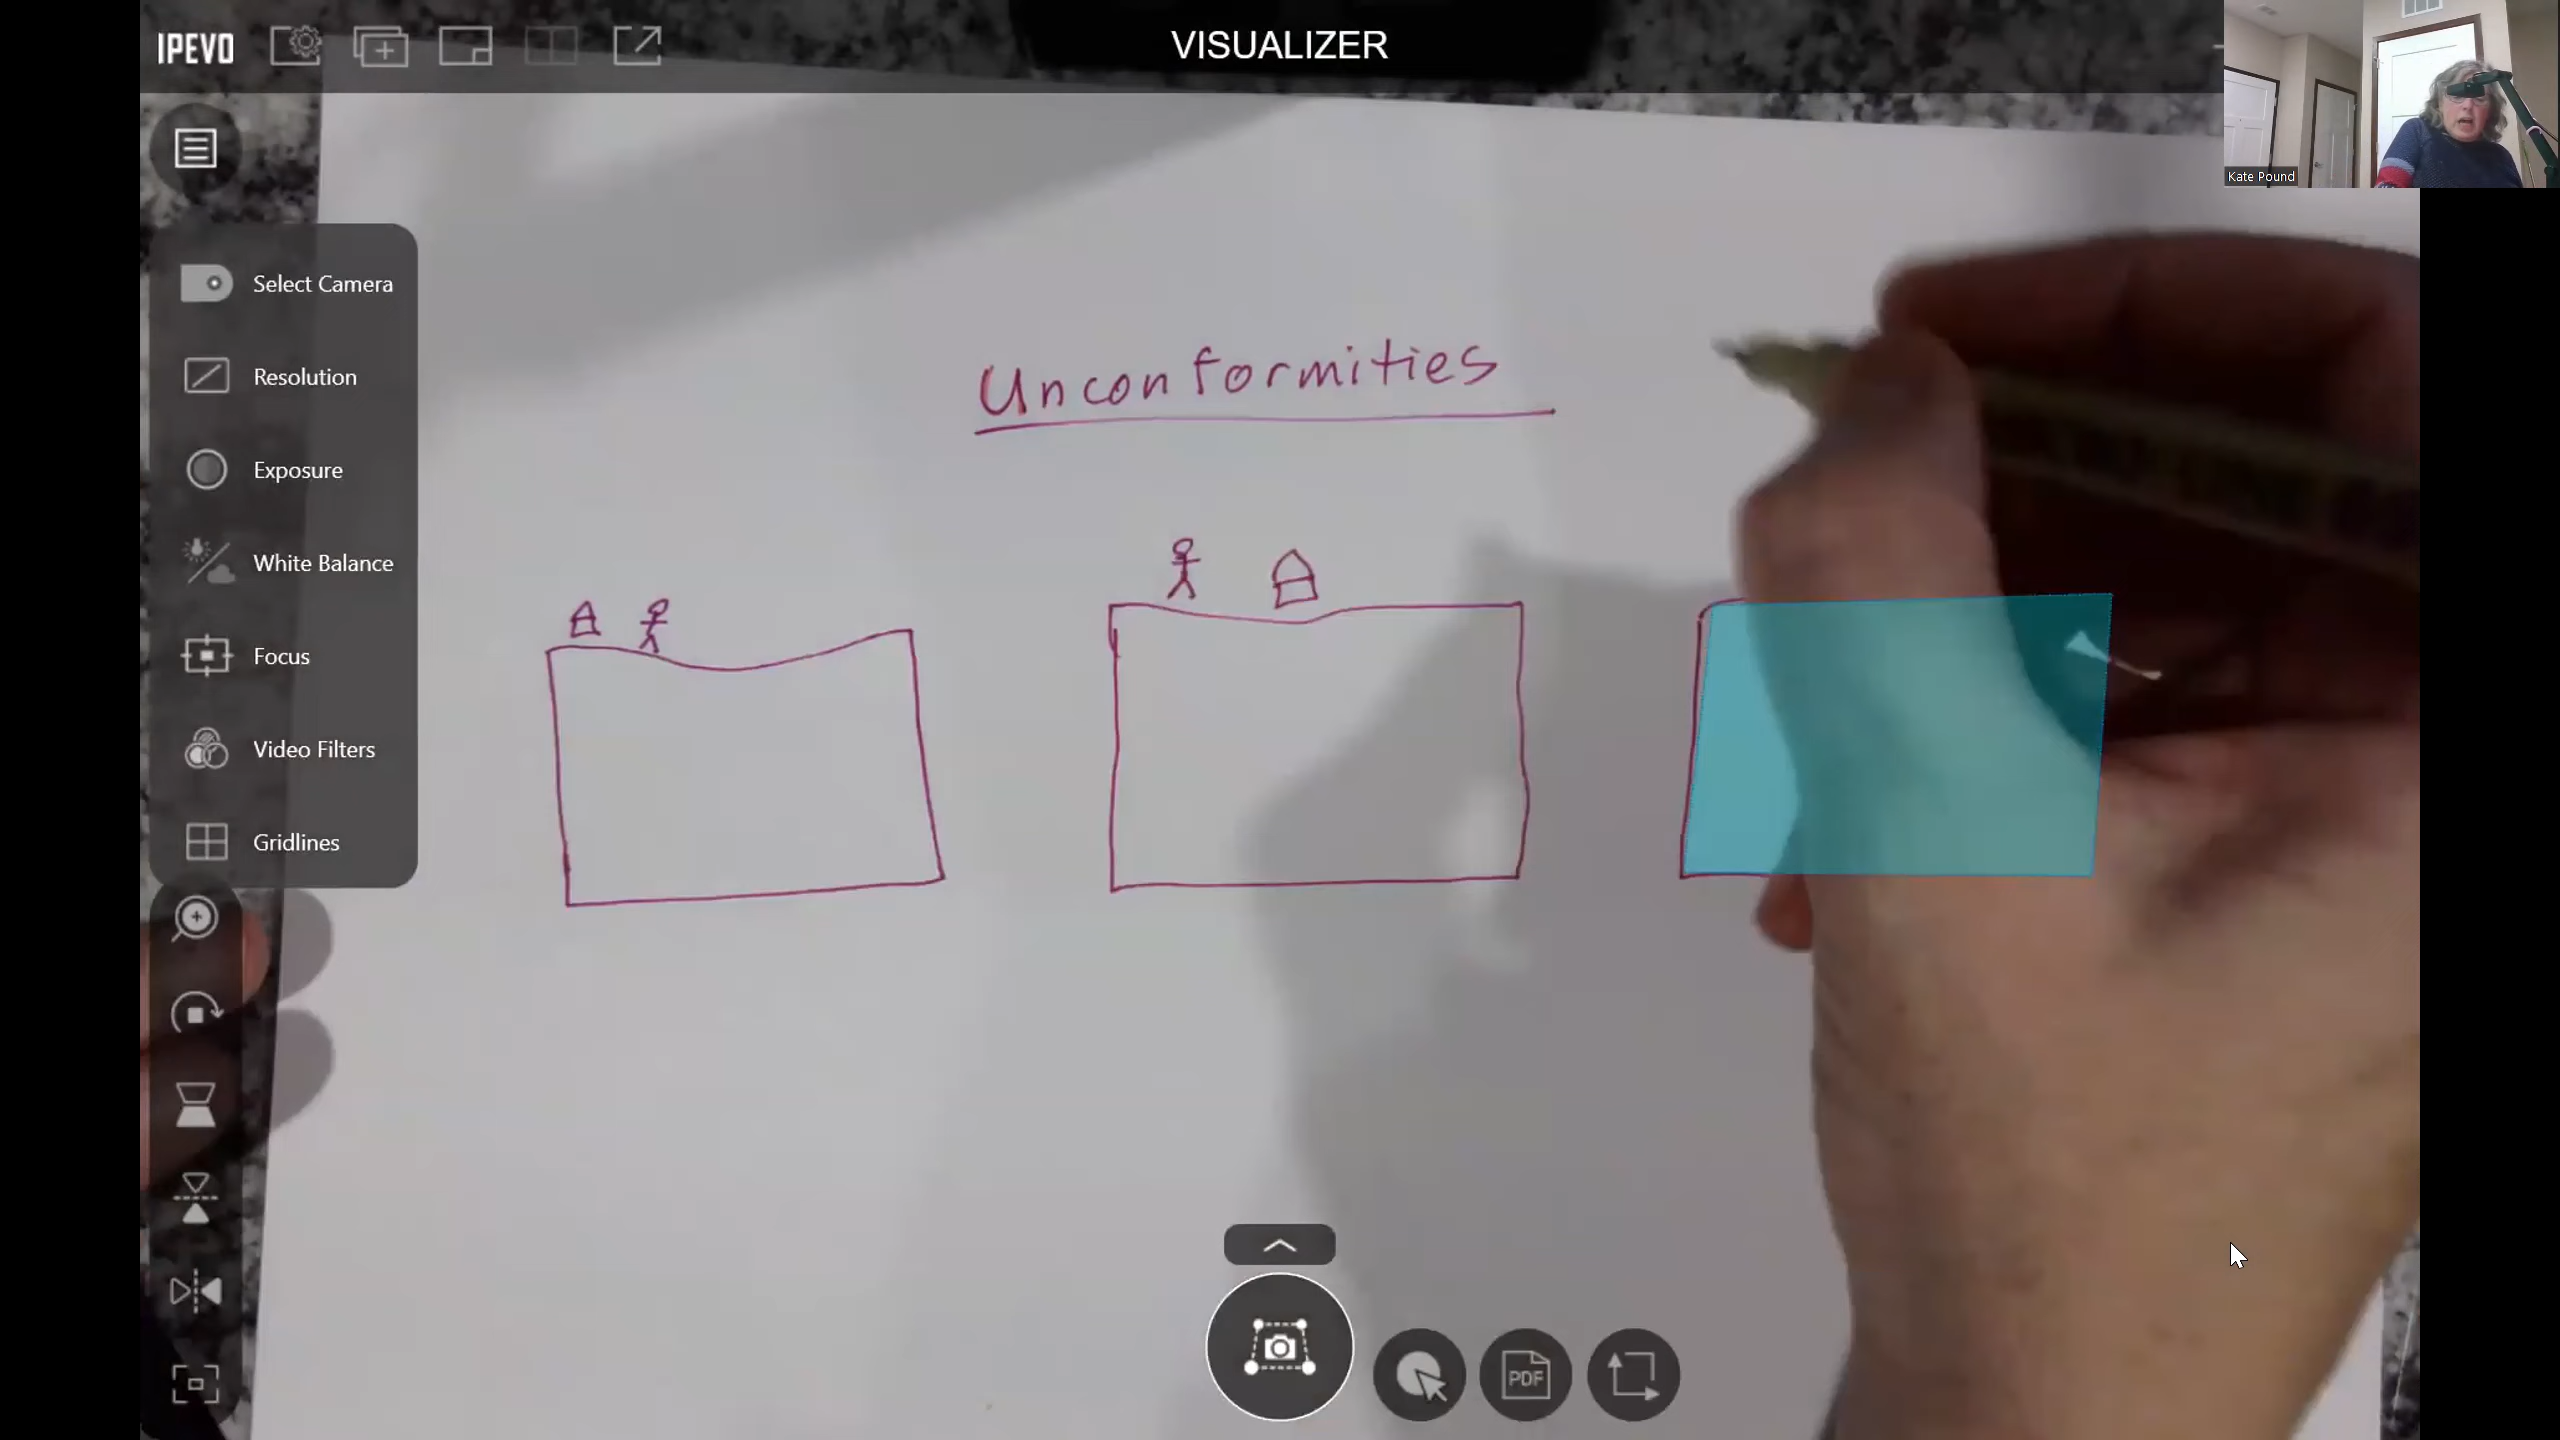 IPEVO
VISUALIZER
Kate Pound
Select Camera
Resolution
Exposure
White Balance
Focus
Video Filters
Gridlines
Unconformities
PDF